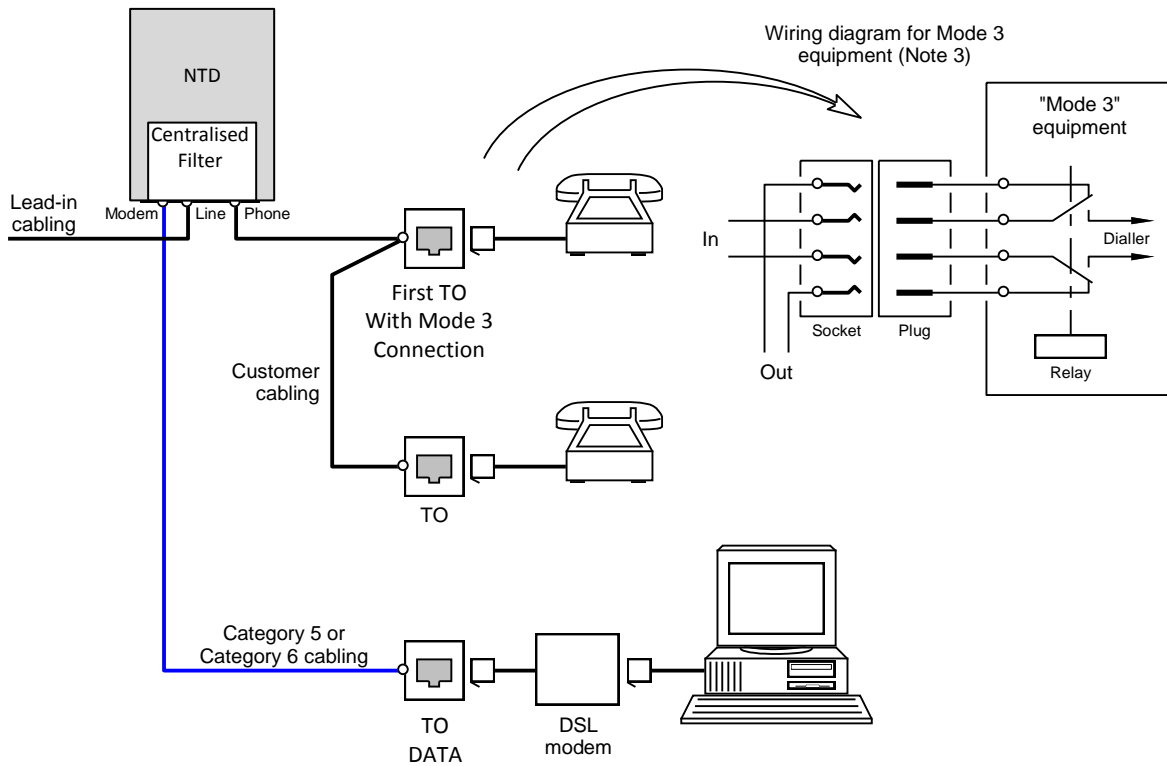 Wiring diagram for Mode 3
equipment (Note 3)
NTD
Centralised
Filter
Lead-in
cabling
Modem
Line
Phone
"Mode 3"
equipment
In
Dialler
First TO
With Mode 3
Connection
Socket
Plug
Out
Relay
Customer
cabling
TO
Category 5 or
Category 6 cabling
TO
DATA
DSL
modem